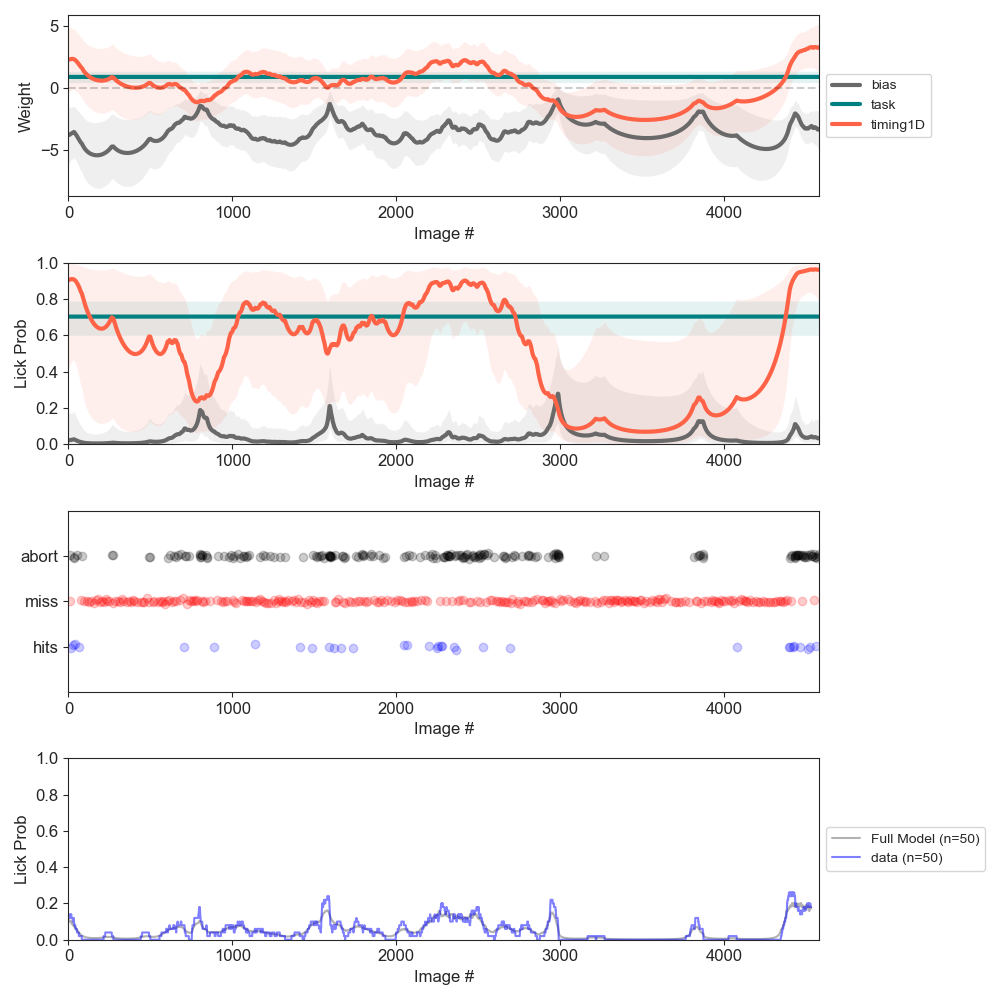 5
0
−5
Weight
0
1000
2000
3000
4000
Image #
bias
task
timing1D
1.0
0.8
0.6
0.4
0.2
0.0
Lick Prob
0
1000
2000
3000
4000
Image #
abort
miss
hits
0
1000
2000
3000
4000
Image #
1.0
0.8
0.6
0.4
0.2
0.0
Lick Prob
0
1000
2000
3000
4000
Image #
Full Model (n=50)
data (n=50)